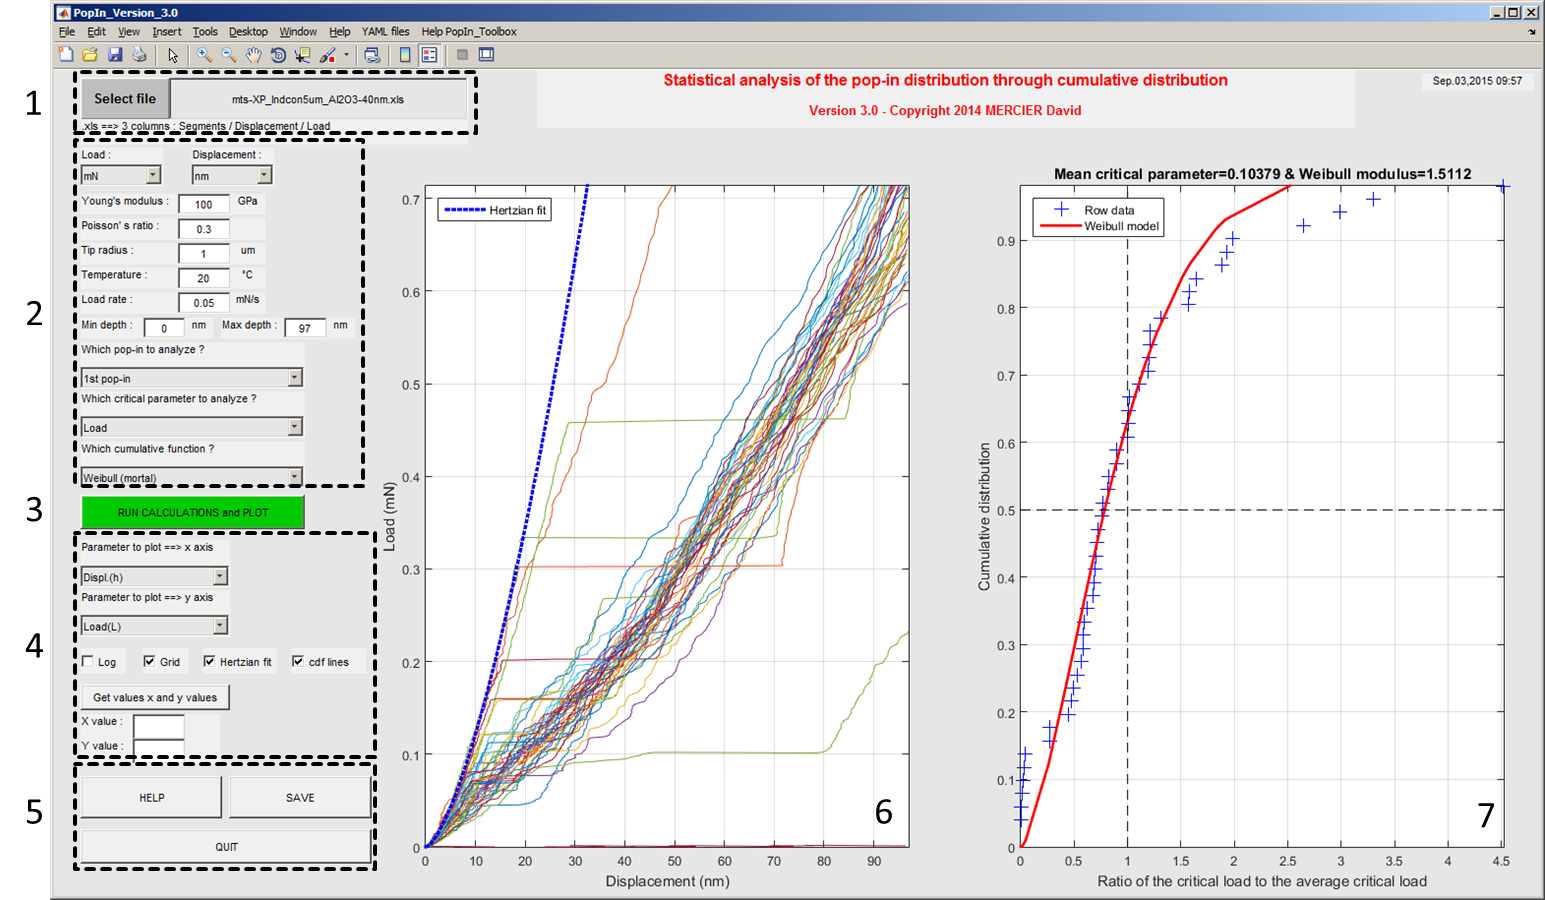 PopIn_Version_3.0
File Edit View Insert Tools Desktop Window Help YAML files Help PopIn_Toolbox
1
Select file mts-XP_Indcon5um_Al2O3-40nm.xls
.xls ==> 3 columns : Segments / Displacement / Load
Statistical analysis of the pop-in distribution through cumulative distribution
Version 3.0 - Copyright 2014 MERCIER David
Sep.03,2015 09:57
2
Load : Displacement :
mN nm
Young's modulus : 100 GPa
Poisson' s ratio : 0.3
Tip radius : 1 um
Temperature : 20 °C
Load rate : 0.05 mN/s
Min depth : 0 nm Max depth : 97 nm
Which pop-in to analyze ?
1st pop-in
Which critical parameter to analyze ?
Load
Which cumulative function ?
Weibull (mortal)
3
RUN CALCULATIONS and PLOT
4
Parameter to plot ==> x axis
Displ.(h)
Parameter to plot ==> y axis
Load(L)
Log Grid Hertzian fit cdf lines
Get values x and y values
X value :
Y value :
5
HELP SAVE
QUIT
Hertzian fit
0.7
0.6
0.5
0.4
0.3
0.2
0.1
0
Load (mN)
0 10 20 30 40 50 60 70 80 90
Displacement (nm)
6
Mean critical parameter=0.10379 & Weibull modulus=1.5112
Row data
Weibull model
0.9
0.8
0.7
0.6
0.5
0.4
0.3
0.2
0.1
0
Cumulative distribution
0 0.5 1 1.5 2 2.5 3 3.5 4 4.5
Ratio of the critical load to the average critical load
7